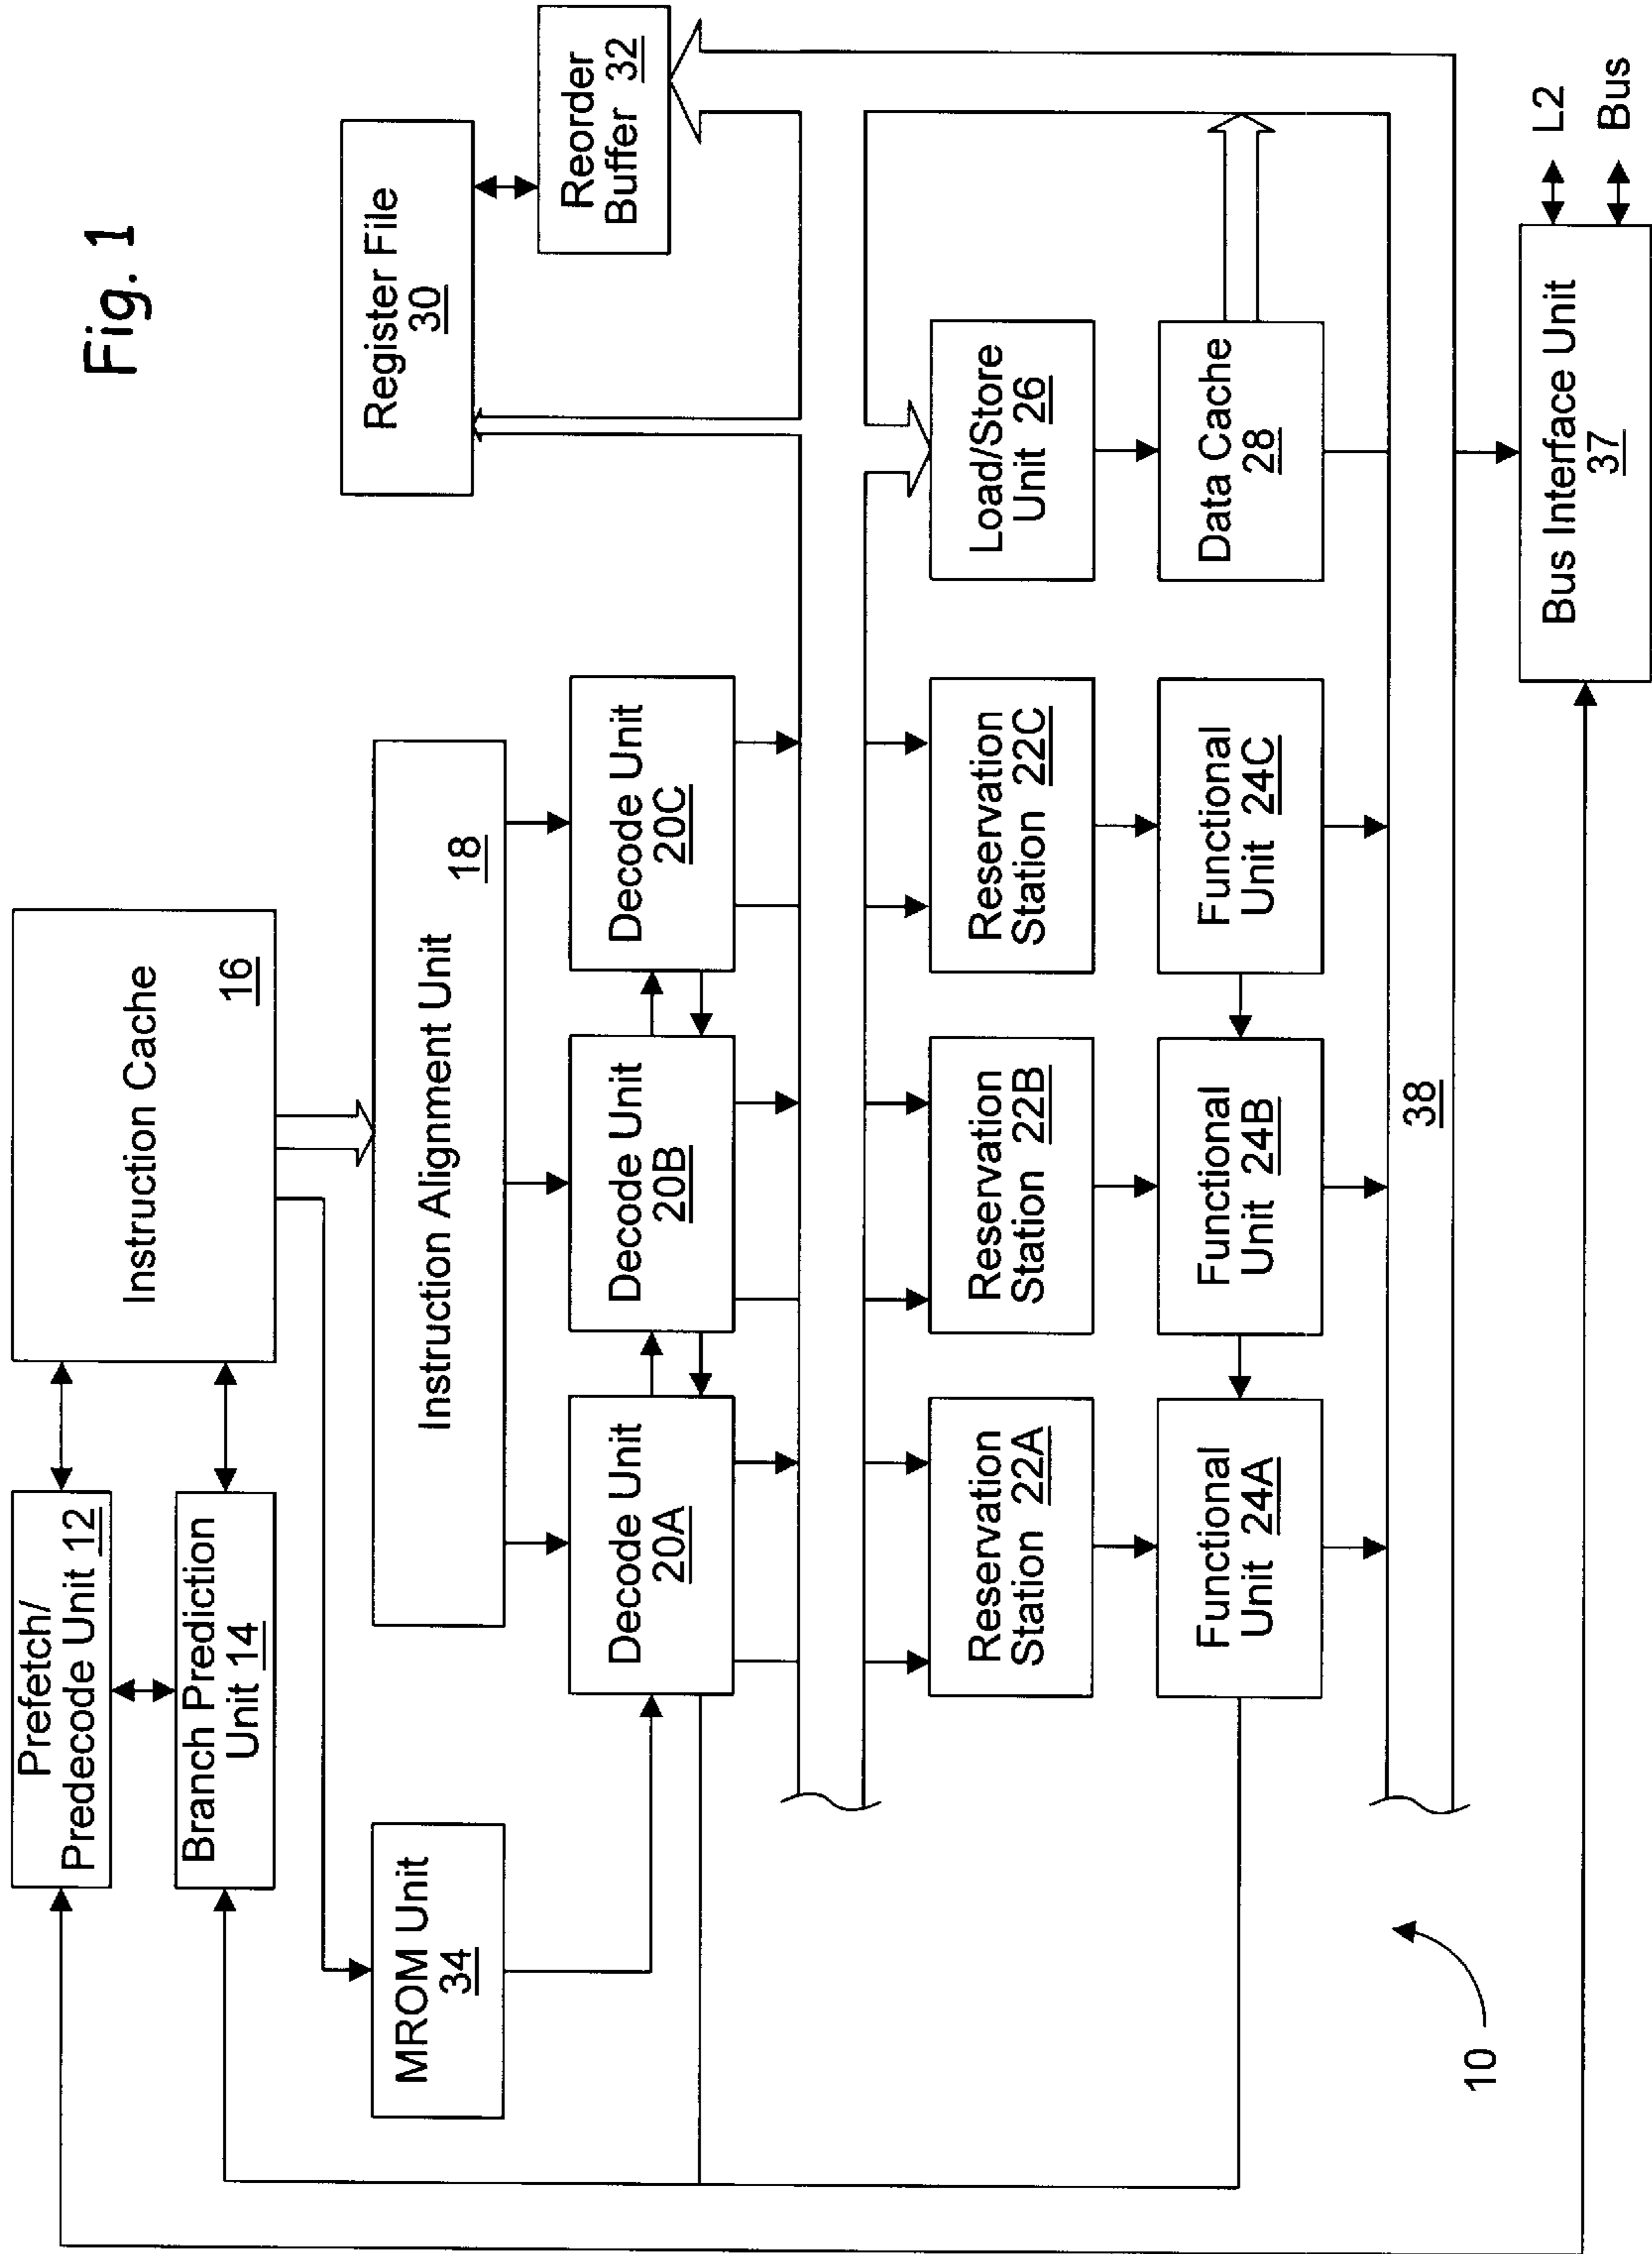 Fig. 1
Prefetch/
Predecode Unit 12
Branch Prediction
Unit 14
Instruction Cache
16
Register File
30
Reorder
Buffer 32
MROM Unit
34
Instruction Alignment Unit
18
Decode Unit
20A
Decode Unit
20B
Decode Unit
20C
Reservation
Station 22A
Reservation
Station 22B
Reservation
Station 22C
Load/Store
Unit 26
Functional
Unit 24A
Functional
Unit 24B
Functional
Unit 24C
Data Cache
28
38
10
Bus Interface Unit
37
L2
Bus